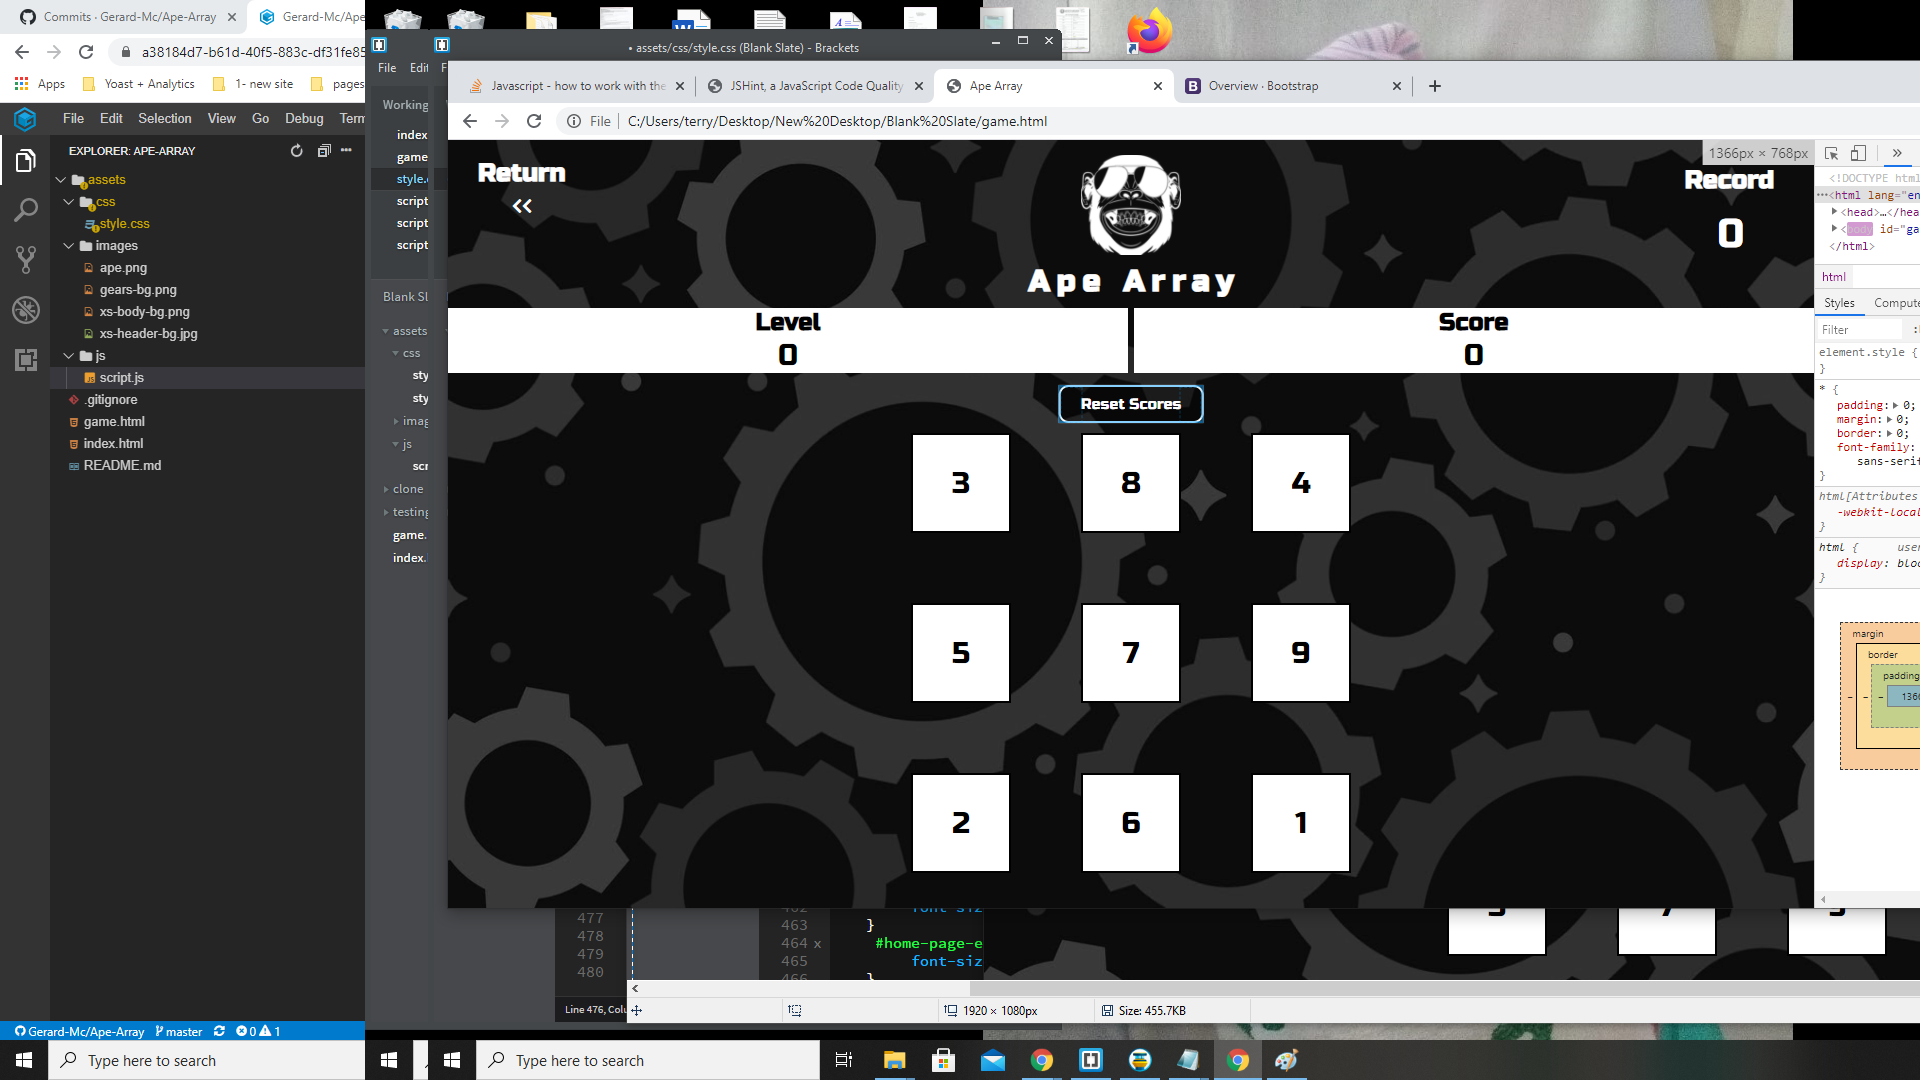 Commits · Gerard-Mc/Ape-Array
Gerard-Mc/Ape
a38184d7-b61d-40f5-883c-df31fe85
Apps
Yoast + Analytics
1- new site
pages
File Edit Selection View Go Debug Term
EXPLORER: APE-ARRAY
assets
css
style.css
images
ape.png
gears-bg.png
xs-body-bg.png
xs-header-bg.jpg
js
script.js
.gitignore
game.html
index.html
README.md
Gerard-Mc/Ape-Array master 0 1
Type here to search
• assets/css/style.css (Blank Slate) - Brackets
File Edit F
Working
index
game
style.
script
script
script
Blank Sl
assets
css
sty
sty
imag
js
scr
clone
testing
game.
index.
Javascript - how to work with the
JSHint, a JavaScript Code Quality
Ape Array
Overview · Bootstrap
File C:/Users/terry/Desktop/New%20Desktop/Blank%20Slate/game.html
Return
Ape Array
Record
0
1366px × 768px
Level
0
Score
0
Reset Scores
3 8 4
5 7 9
2 6 1
<!DOCTYPE html
<html lang="en
<head>…</hea
<body id="ga
</html>
html
Styles Compute
Filter
element.style {
}
* {
padding: 0;
margin: 0;
border: 0;
font-family:
sans-serif
}
html[Attributes
-webkit-local
}
html { user
display: bloc
}
margin
border
padding
1366
477
478
479
480
Line 476, Colu
462 font-siz
463 }
464 x #home-page-e
465 font-siz
466 }
1920 × 1080px
Size: 455.7KB
Type here to search